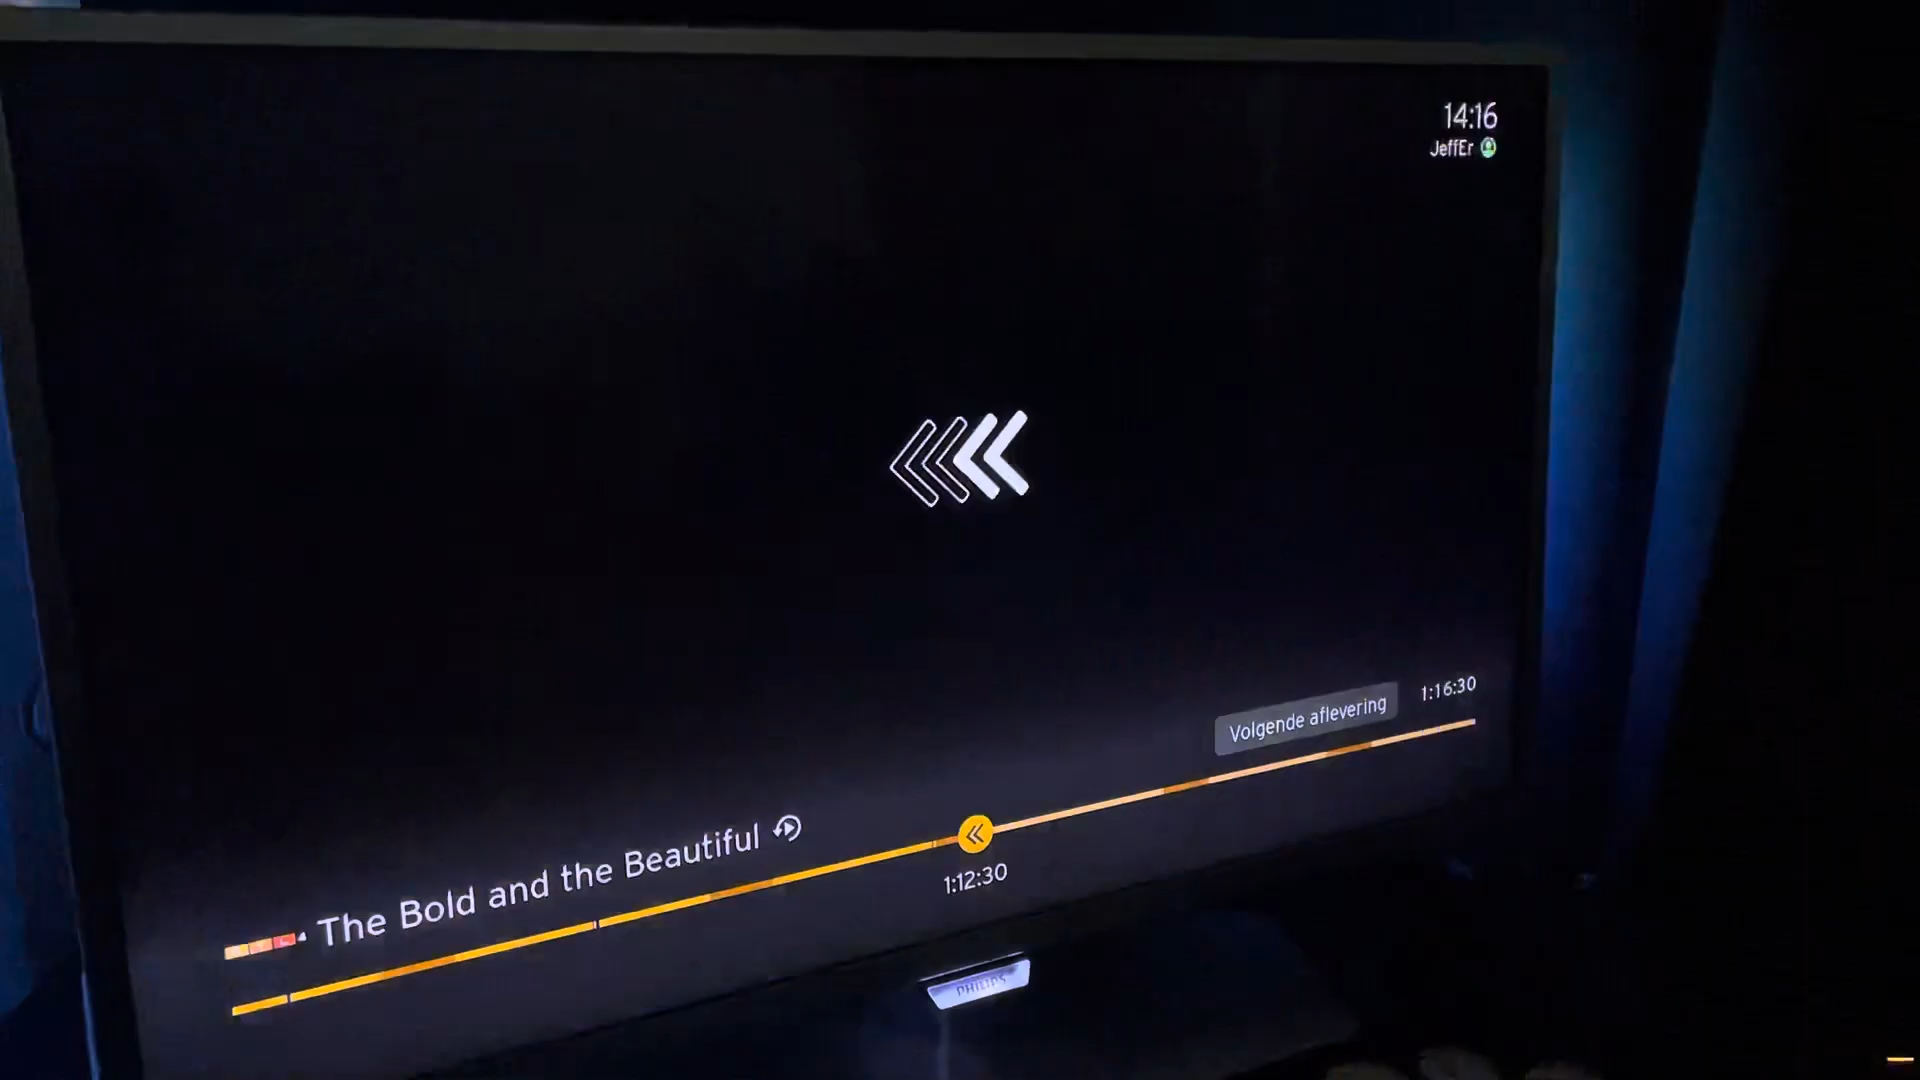 14:16
JeffEr
Volgende aflevering
1:16:30
The Bold and the Beautiful
1:12:30
PHILIPS